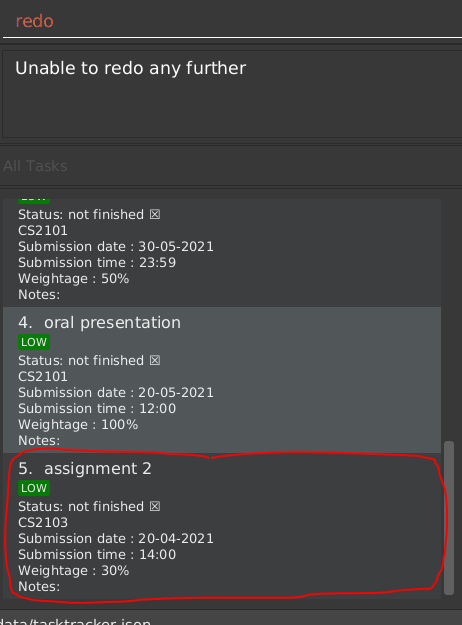 redo
Unable to redo any further
All Tasks
LOW
Status: not finished ☒
CS2101
Submission date : 30-05-2021
Submission time : 23:59
Weightage : 50%
Notes:
4. oral presentation
LOW
Status: not finished ☒
CS2101
Submission date : 20-05-2021
Submission time : 12:00
Weightage : 100%
Notes:
5. assignment 2
LOW
Status: not finished ☒
CS2103
Submission date : 20-04-2021
Submission time : 14:00
Weightage : 30%
Notes:
data/tasktracker.json